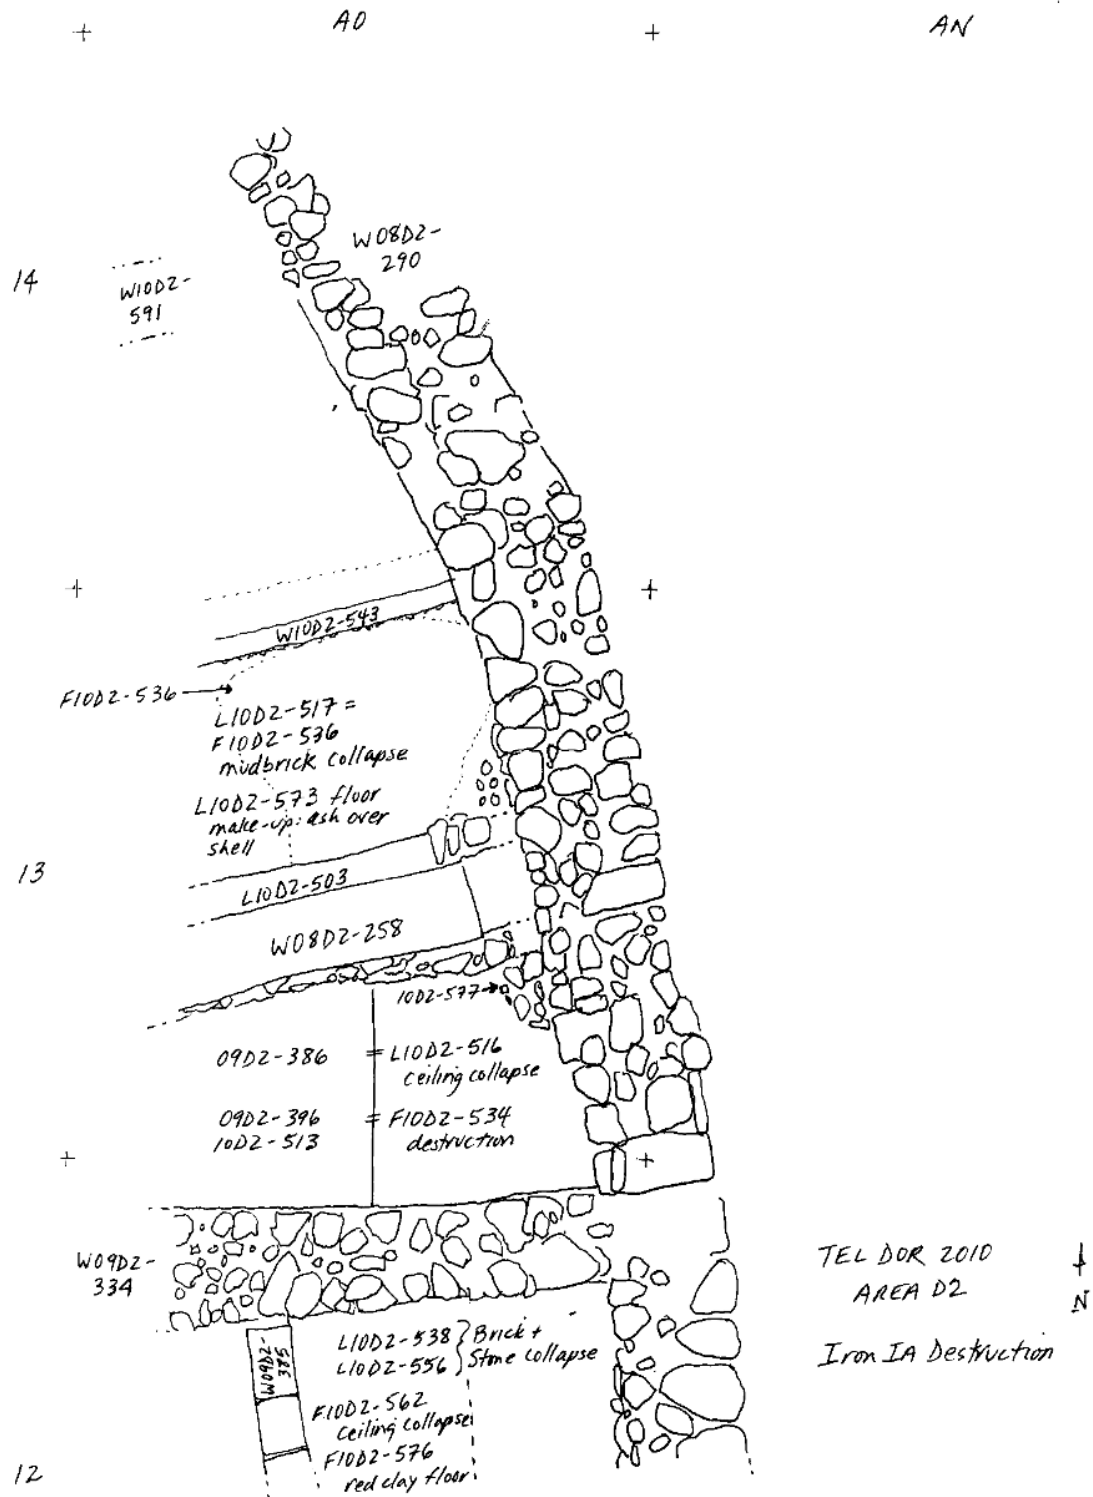 AO
AN
W08D2-
290
14
W10D2-
591
W10D2-543
F10D2-536
L10D2-517 =
F10D2-536
mudbrick collapse
L10D2-573 floor
make-up: ash over
shell
13
L10D2-503
W08D2-258
10D2-577
09D2-386 = L10D2-516
ceiling collapse
09D2-396 = F10D2-534
10D2-513 destruction
W09D2-
334
TEL DOR 2010
AREA D2
N
Iron IA Destruction
W09D2-
385
L10D2-538 } Brick +
L10D2-556 } Stone collapse
F10D2-562
Ceiling collapse
F10D2-576
red clay floor
12